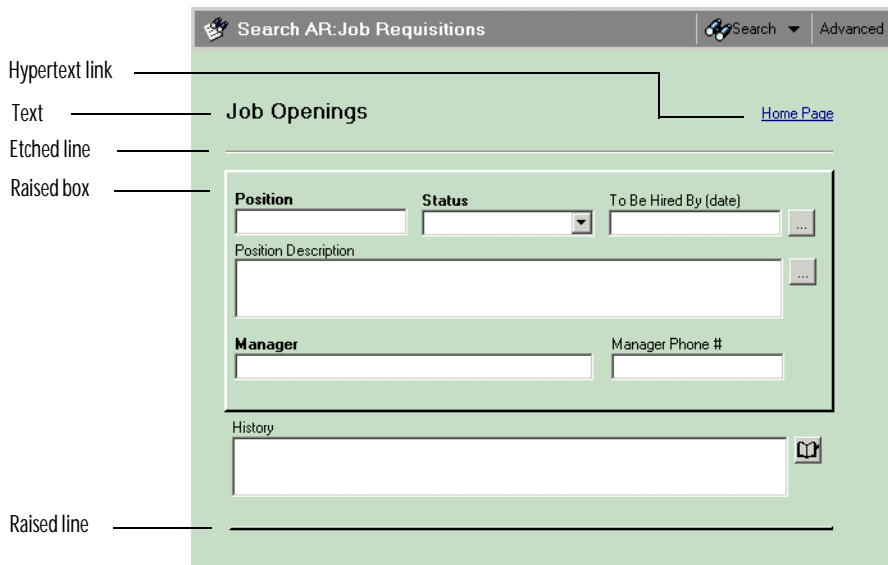 Search AR:Job Requisitions Search Advanced
Hypertext link
Text Job Openings Home Page
Etched line
Raised box
Position Status To Be Hired By (date)
...
Position Description
...
Manager Manager Phone #
History
Raised line